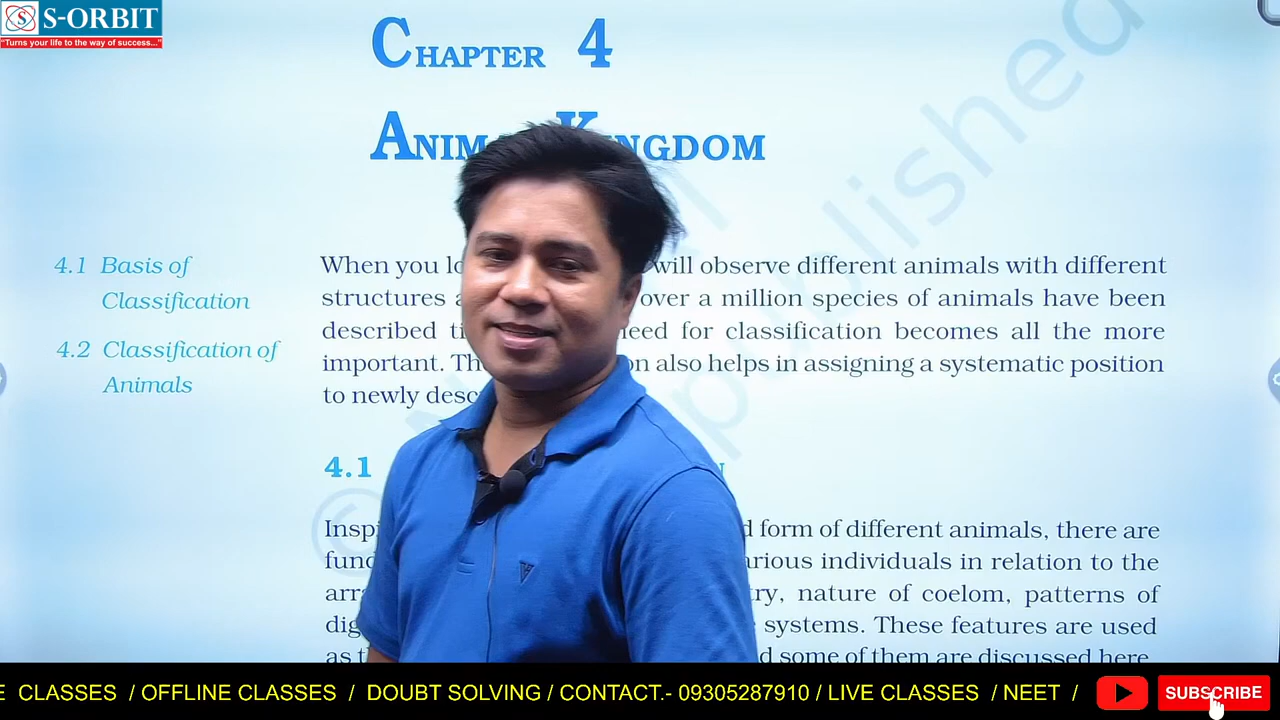 S
S-ORBIT
"Turns your life to the way of success..."
CHAPTER 4
ANIM KINGDOM
4.1 Basis of
Classification
4.2 Classification of
Animals
When you lo will observe different animals with different
structures a over a million species of animals have been
described ti need for classification becomes all the more
important. Th n also helps in assigning a systematic position
to newly desc
4.1 N
Inspi d form of different animals, there are
fund arious individuals in relation to the
arra try, nature of coelom, patterns of
dig systems. These features are used
as t d some of them are discussed here
©
published
E CLASSES / OFFLINE CLASSES / DOUBT SOLVING / CONTACT.- 09305287910 / LIVE CLASSES / NEET /
SUBSCRIBE